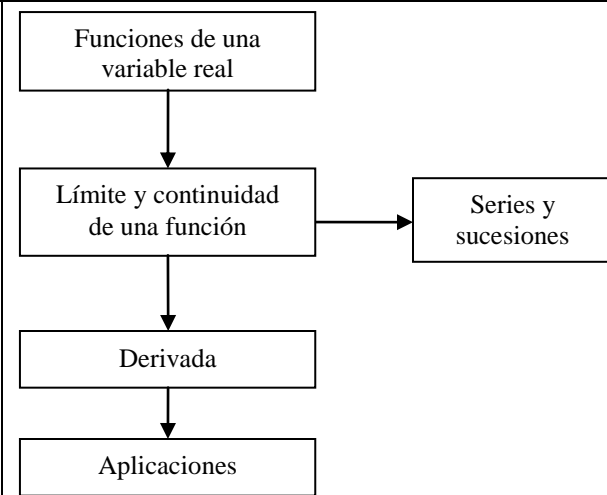 Funciones de una
variable real
Límite y continuidad
de una función
Series y
sucesiones
Derivada
Aplicaciones